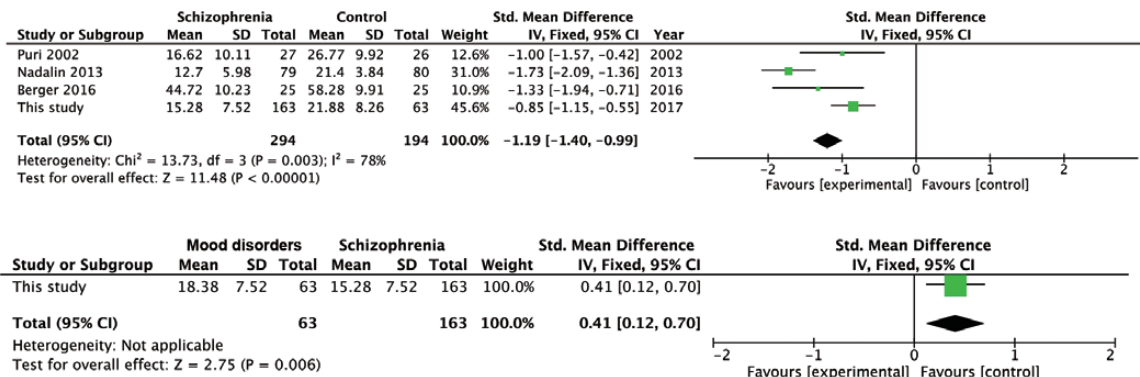 Schizophrenia Control Std. Mean Difference Std. Mean Difference
Study or Subgroup Mean SD Total Mean SD Total Weight IV, Fixed, 95% CI Year IV, Fixed, 95% CI
Puri 2002 16.62 10.11 27 26.77 9.92 26 12.6% -1.00 [-1.57, -0.42] 2002
Nadalin 2013 12.7 5.98 79 21.4 3.84 80 31.0% -1.73 [-2.09, -1.36] 2013
Berger 2016 44.72 10.23 25 58.28 9.91 25 10.9% -1.33 [-1.94, -0.71] 2016
This study 15.28 7.52 163 21.88 8.26 63 45.6% -0.85 [-1.15, -0.55] 2017
Total (95% CI) 294 194 100.0% -1.19 [-1.40, -0.99]
Heterogeneity: Chi² = 13.73, df = 3 (P = 0.003); I² = 78%
Test for overall effect: Z = 11.48 (P < 0.00001)
-2 -1 0 1 2
Favours [experimental] Favours [control]
Mood disorders Schizophrenia Std. Mean Difference Std. Mean Difference
Study or Subgroup Mean SD Total Mean SD Total Weight IV, Fixed, 95% CI IV, Fixed, 95% CI
This study 18.38 7.52 63 15.28 7.52 163 100.0% 0.41 [0.12, 0.70]
Total (95% CI) 63 163 100.0% 0.41 [0.12, 0.70]
Heterogeneity: Not applicable
Test for overall effect: Z = 2.75 (P = 0.006)
-2 -1 0 1 2
Favours [experimental] Favours [control]